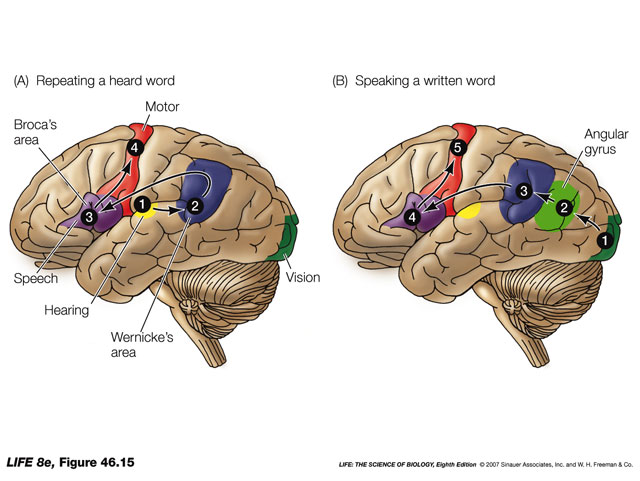 (A) Repeating a heard word
Motor
Broca's
area
4
1
2
3
Speech
Hearing
Wernicke's
area
Vision
(B) Speaking a written word
Angular
gyrus
5
3
2
4
1
LIFE 8e, Figure 46.15
LIFE: THE SCIENCE OF BIOLOGY, Eighth Edition © 2007 Sinauer Associates, Inc. and W. H. Freeman & Co.